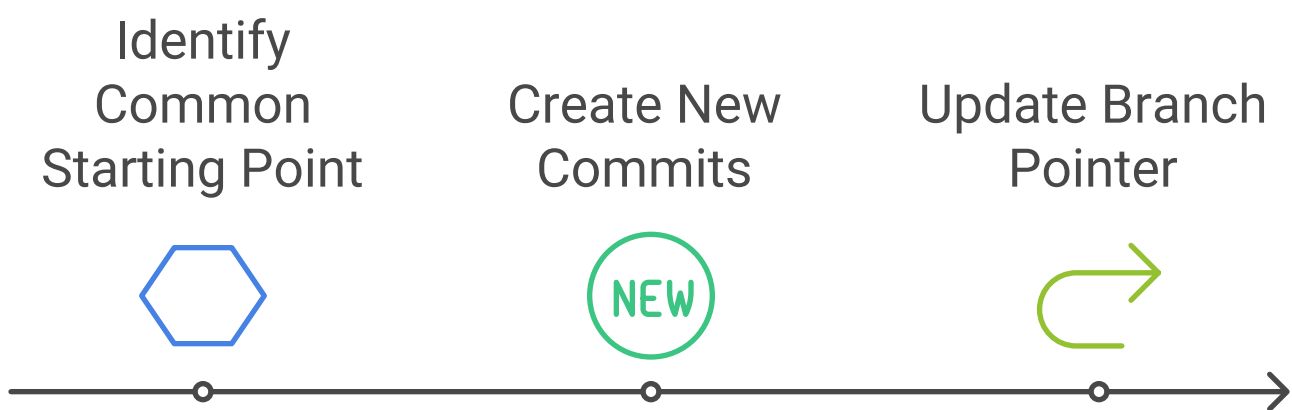 Identify
Common
Starting Point
Create New
Commits
Update Branch
Pointer
NEW